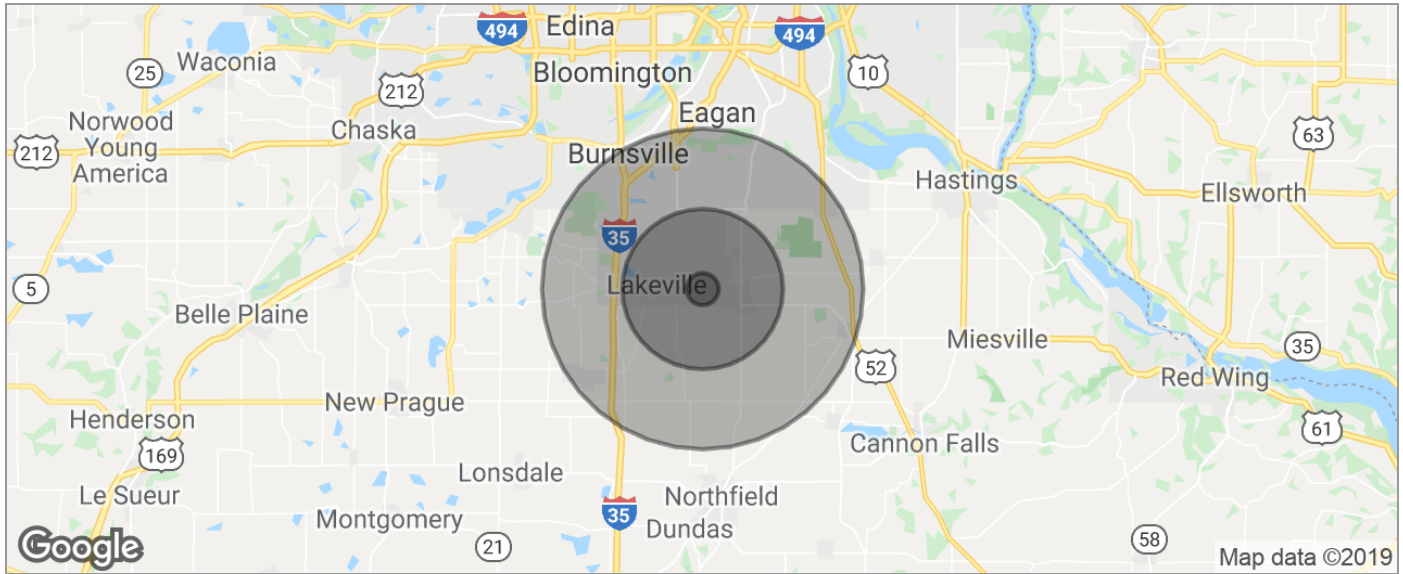 494
Edina
494
Waconia
25
Bloomington
10
212
Eagan
Norwood
Young
America
Chaska
63
212
Burnsville
Hastings
Ellsworth
35
5
Lakeville
Belle Plaine
Miesville
35
52
Red Wing
New Prague
Henderson
61
169
Cannon Falls
Lonsdale
Le Sueur
Northfield
Montgomery
35
Dundas
21
58
Google
Map data ©2019